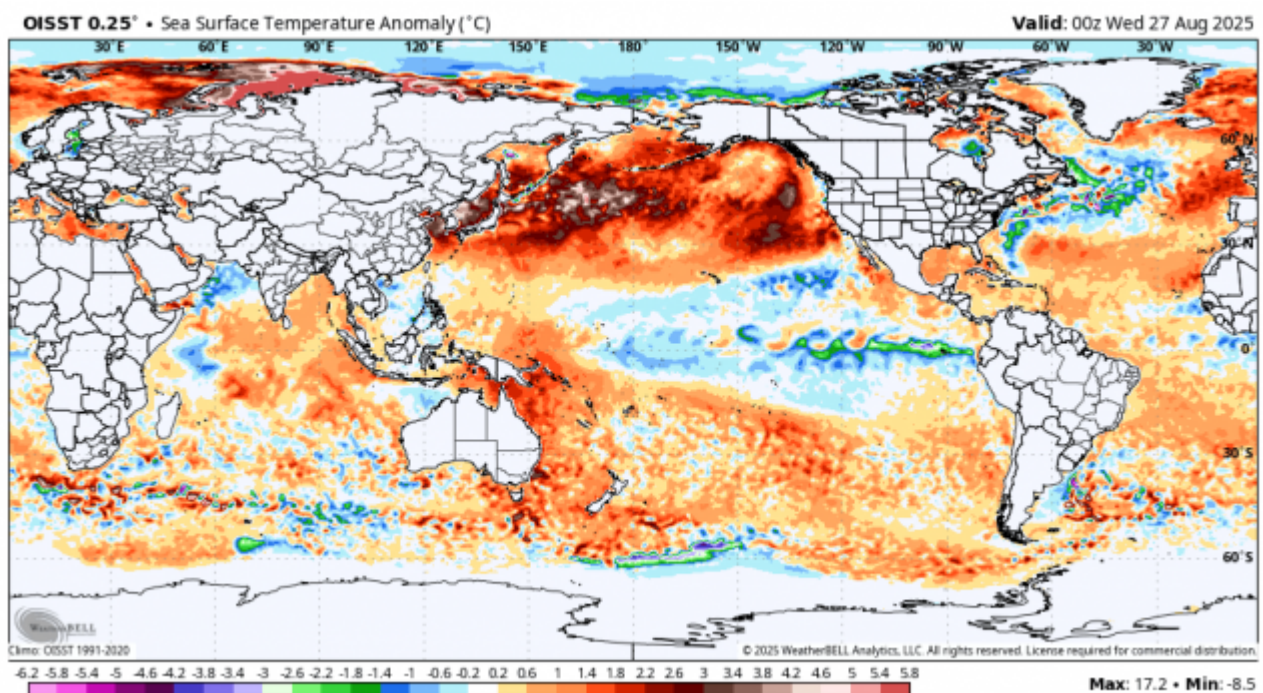 OISST 0.25° • Sea Surface Temperature Anomaly (°C)
Valid: 00z Wed 27 Aug 2025
30°E 60°E 90°E 120°E 150°E 180° 150°W 120°W 90°W 60°W 30°W
60°N
30°N
0
30°S
60°S
WeatherBELL
Climo: OISST 1991-2020
© 2025 WeatherBELL Analytics, LLC. All rights reserved. License required for commercial distribution.
-6.2 -5.8 -5.4 -5 -4.6 -4.2 -3.8 -3.4 -3 -2.6 -2.2 -1.8 -1.4 -1 -0.6 -0.2 0.2 0.6 1 1.4 1.8 2.2 2.6 3 3.4 3.8 4.2 4.6 5 5.4 5.8
Max: 17.2 • Min: -8.5